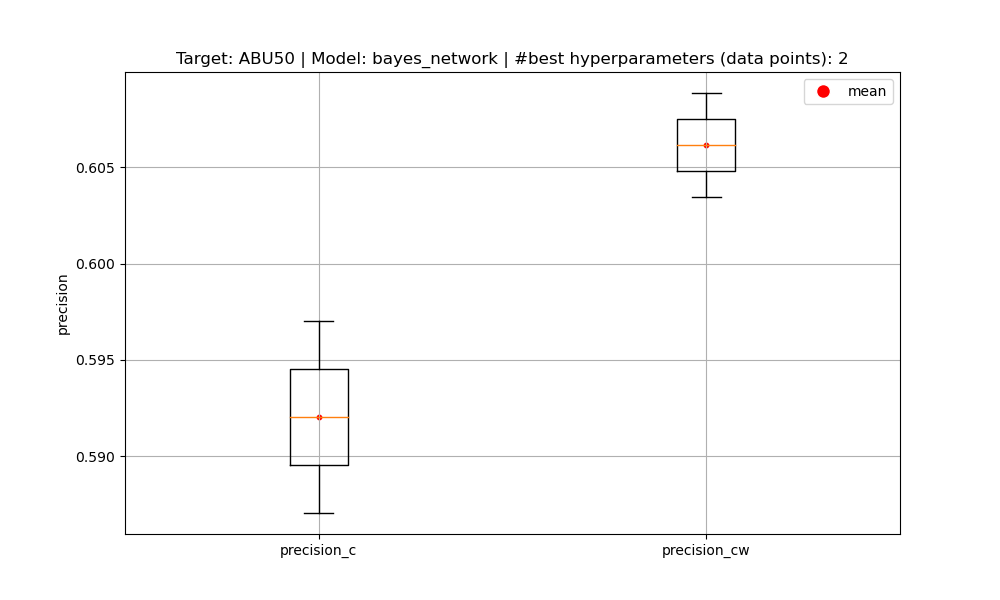 Target: ABU50 | Model: bayes_network | #best hyperparameters (data points): 2
mean
0.605
0.600
0.595
0.590
precision
precision_c
precision_cw